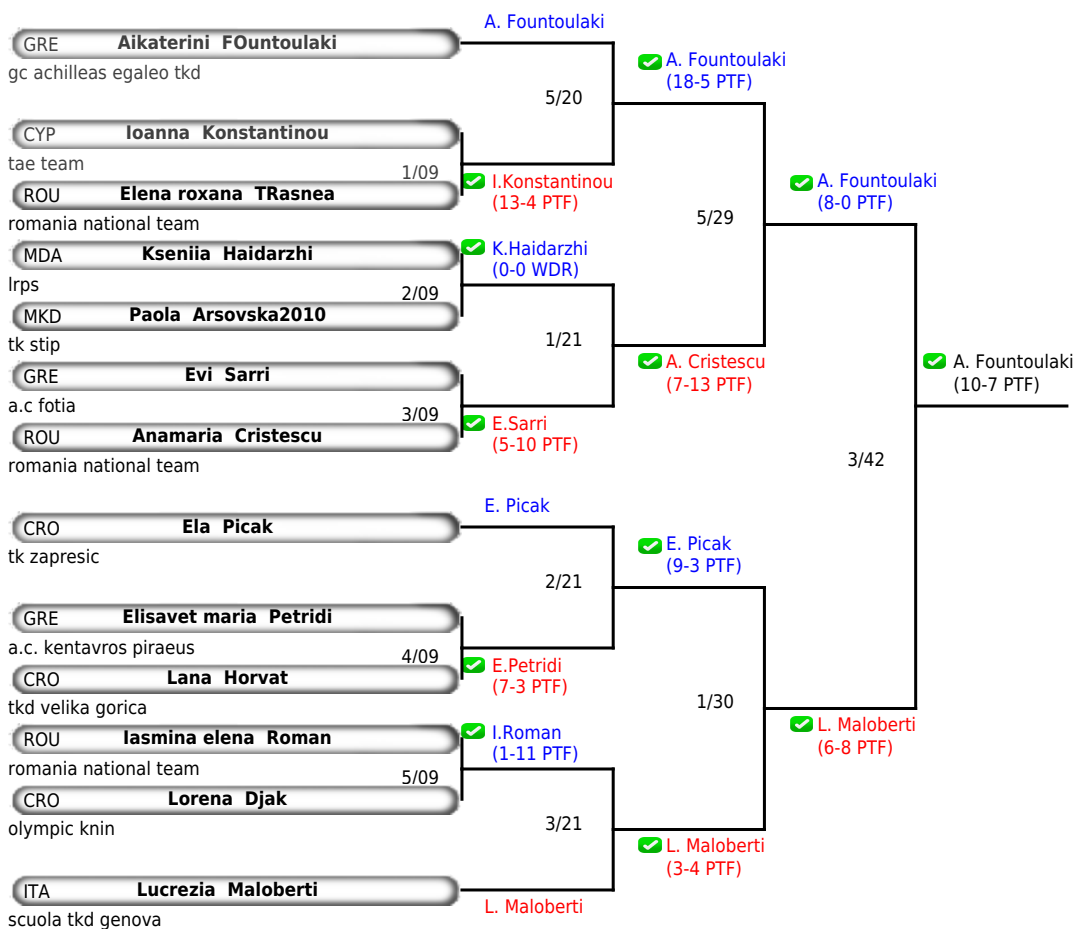 A. Fountoulaki
GRE Aikaterini FOuntoulaki
gc achilleas egaleo tkd
A. Fountoulaki
(18-5 PTF)
5/20
CYP Ioanna Konstantinou
tae team
1/09
I.Konstantinou
(13-4 PTF)
ROU Elena roxana TRasnea
romania national team
A. Fountoulaki
(8-0 PTF)
5/29
MDA Kseniia Haidarzhi
lrps
K.Haidarzhi
(0-0 WDR)
2/09
MKD Paola Arsovska2010
tk stip
1/21
A. Cristescu
(7-13 PTF)
A. Fountoulaki
(10-7 PTF)
GRE Evi Sarri
a.c fotia
3/09
E.Sarri
(5-10 PTF)
ROU Anamaria Cristescu
romania national team
3/42
E. Picak
CRO Ela Picak
tk zapresic
E. Picak
(9-3 PTF)
2/21
GRE Elisavet maria Petridi
a.c. kentavros piraeus
4/09
E.Petridi
(7-3 PTF)
CRO Lana Horvat
tkd velika gorica
1/30
L. Maloberti
(6-8 PTF)
ROU Iasmina elena Roman
romania national team
I.Roman
(1-11 PTF)
5/09
CRO Lorena Djak
olympic knin
3/21
L. Maloberti
(3-4 PTF)
ITA Lucrezia Maloberti
scuola tkd genova
L. Maloberti